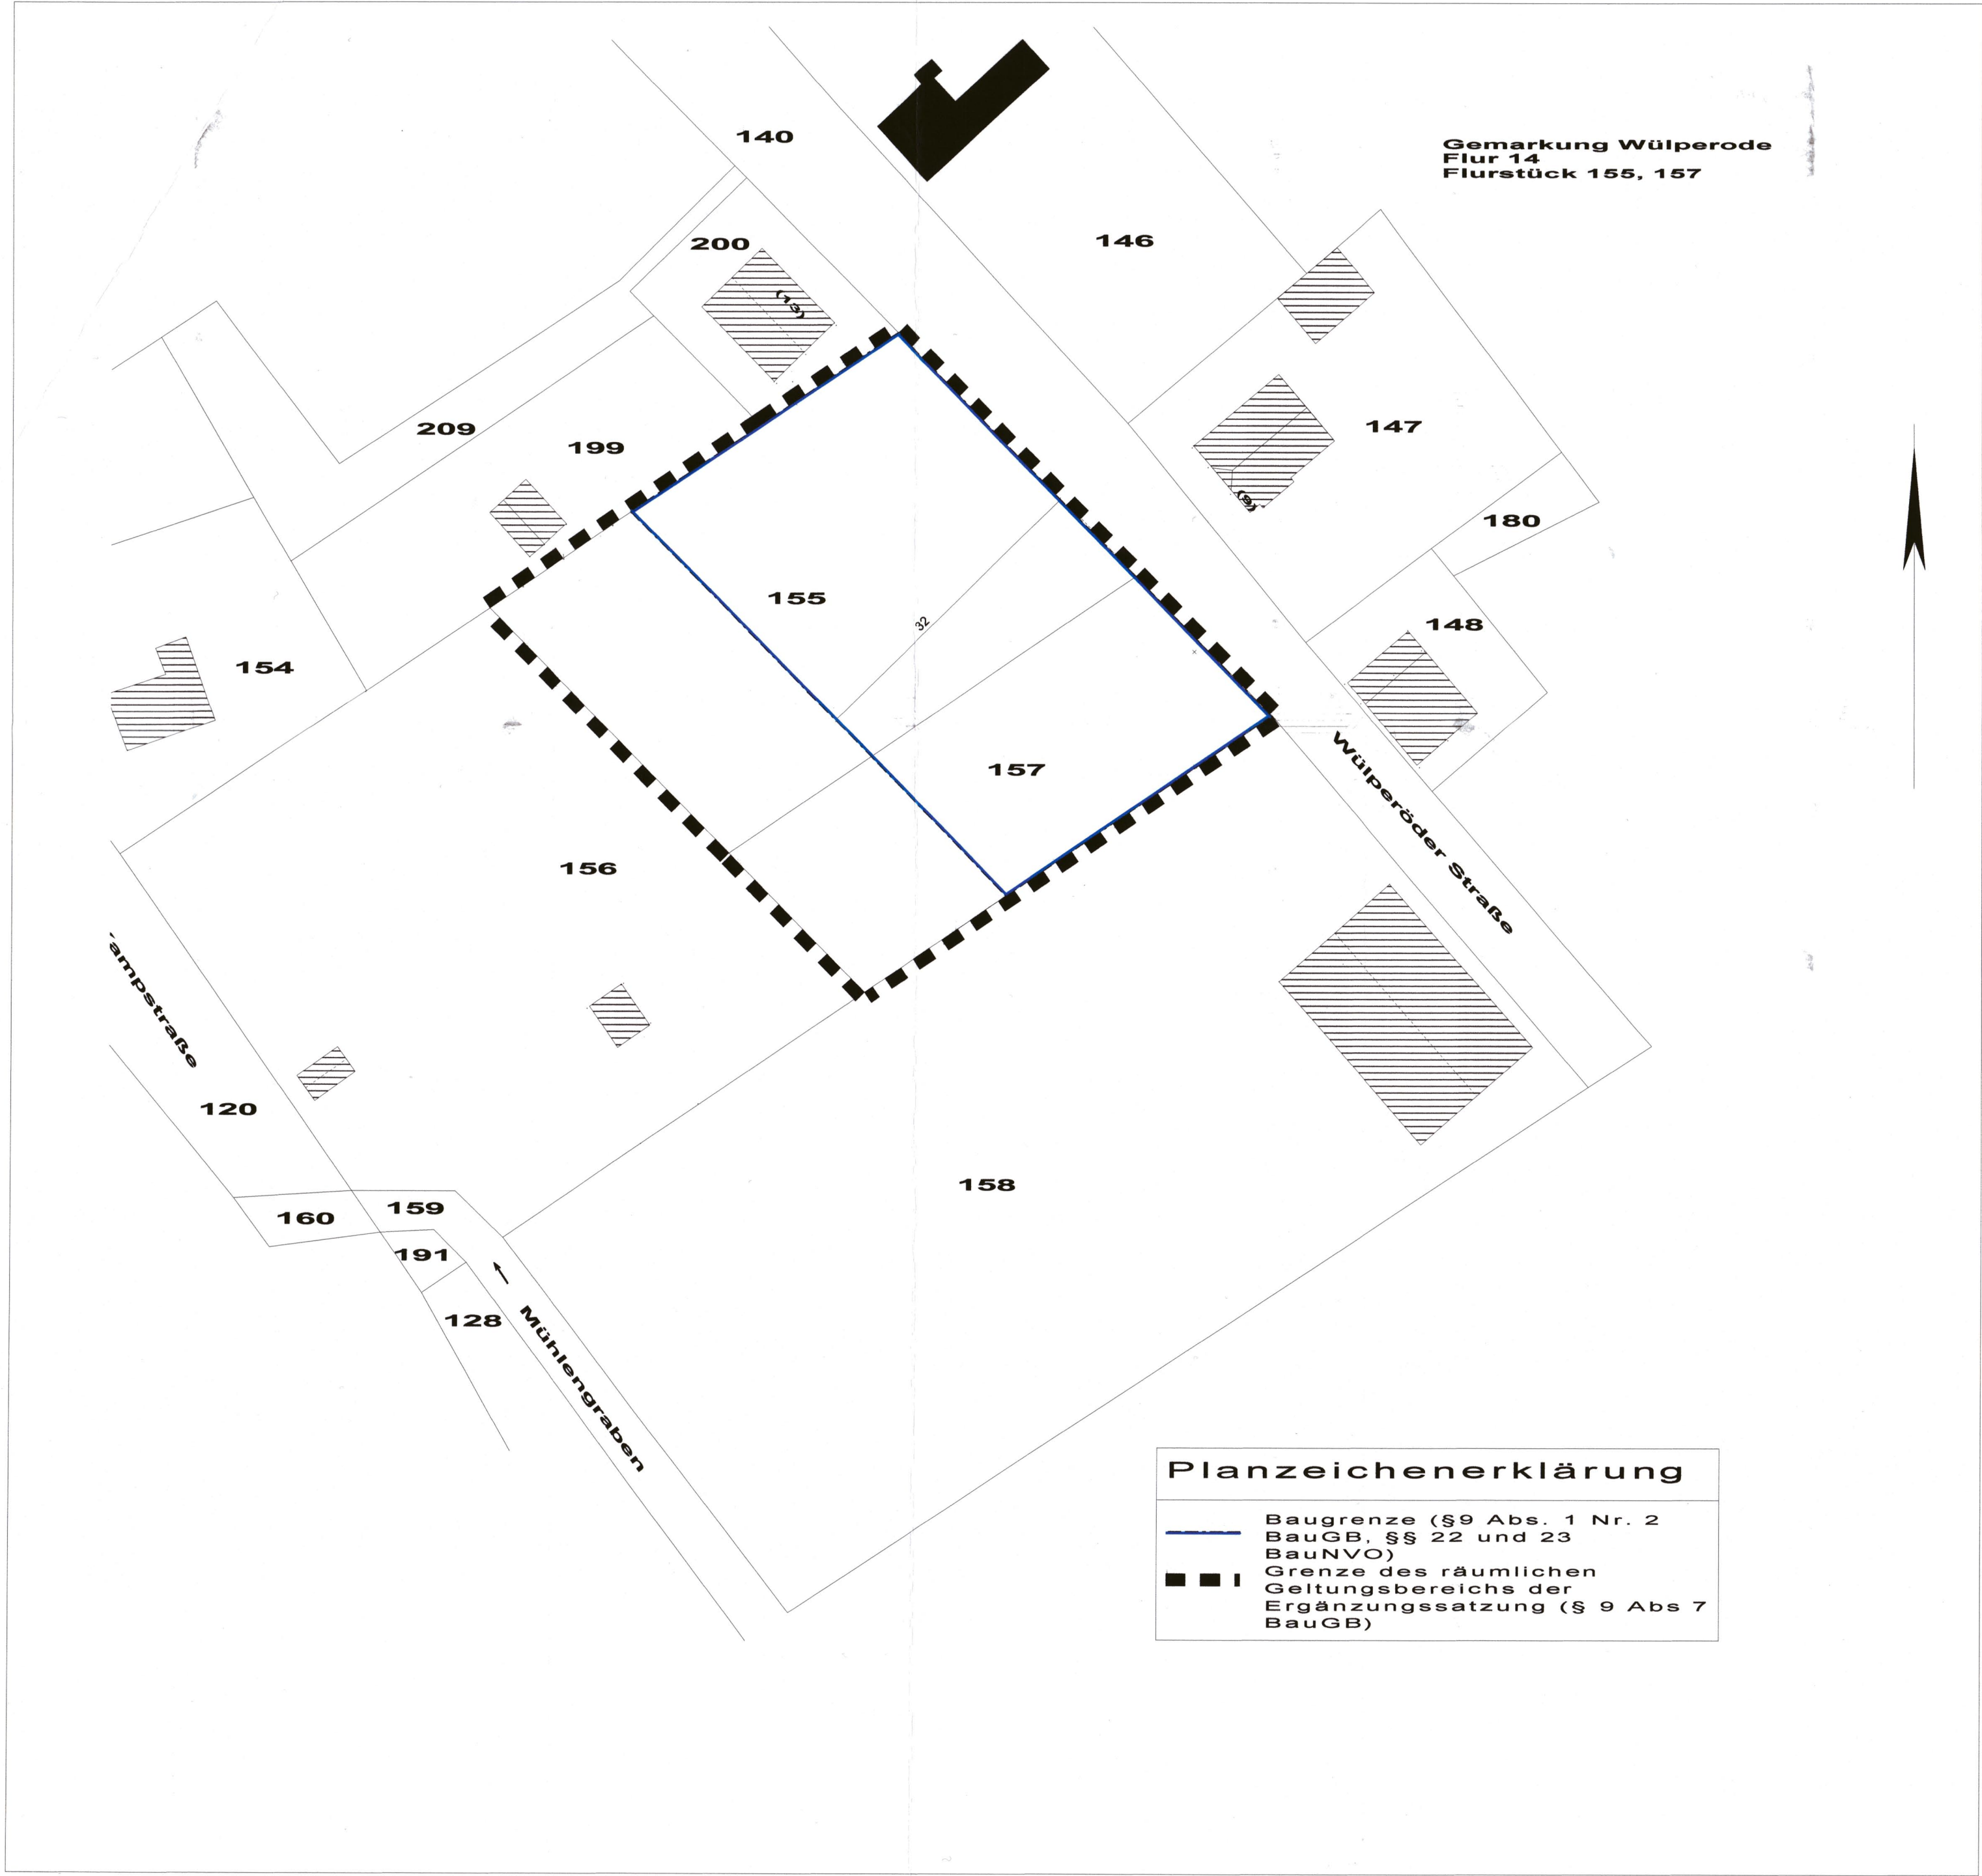 140
Gemarkung Wülperode
Flur 14
Flurstück 155, 157
200
146
(13)
209
199
147
(9)
180
155
32
148
154
157
Wülperöder Straße
156
ampstraße
120
158
159
160
191
128
Mühlengraben
Planzeichenerklärung
Baugrenze (§9 Abs. 1 Nr. 2
BauGB, §§ 22 und 23
BauNVO)
Grenze des räumlichen
Geltungsbereichs der
Ergänzungssatzung (§ 9 Abs 7
BauGB)